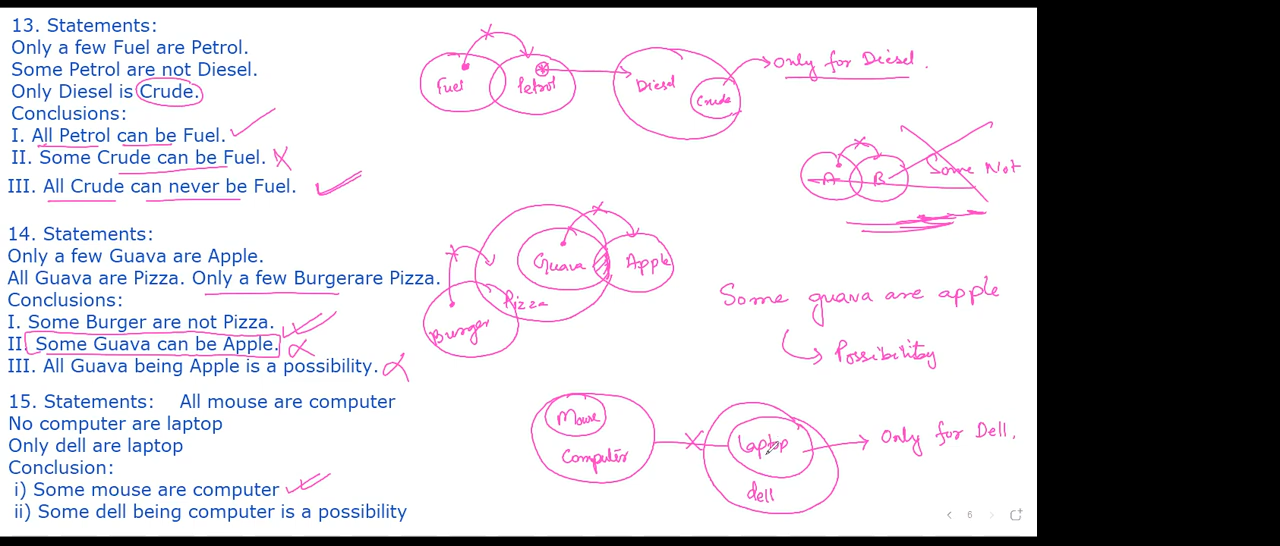 13. Statements:
Only a few Fuel are Petrol.
Some Petrol are not Diesel.
Only Diesel is Crude.
Conclusions:
I. All Petrol can be Fuel.
II. Some Crude can be Fuel.
III. All Crude can never be Fuel.
Fuel
Petrol
Diesel
Crude
only for Diesel.
A
B
Some Not
14. Statements:
Only a few Guava are Apple.
All Guava are Pizza. Only a few Burgerare Pizza.
Conclusions:
I. Some Burger are not Pizza.
II. Some Guava can be Apple.
III. All Guava being Apple is a possibility.
Guava
Apple
Pizza
Burger
Some guava are apple
Possibility
15. Statements: All mouse are computer
No computer are laptop
Only dell are laptop
Conclusion:
i) Some mouse are computer
ii) Some dell being computer is a possibility
Mouse
Computer
Laptop
dell
Only for Dell.
6